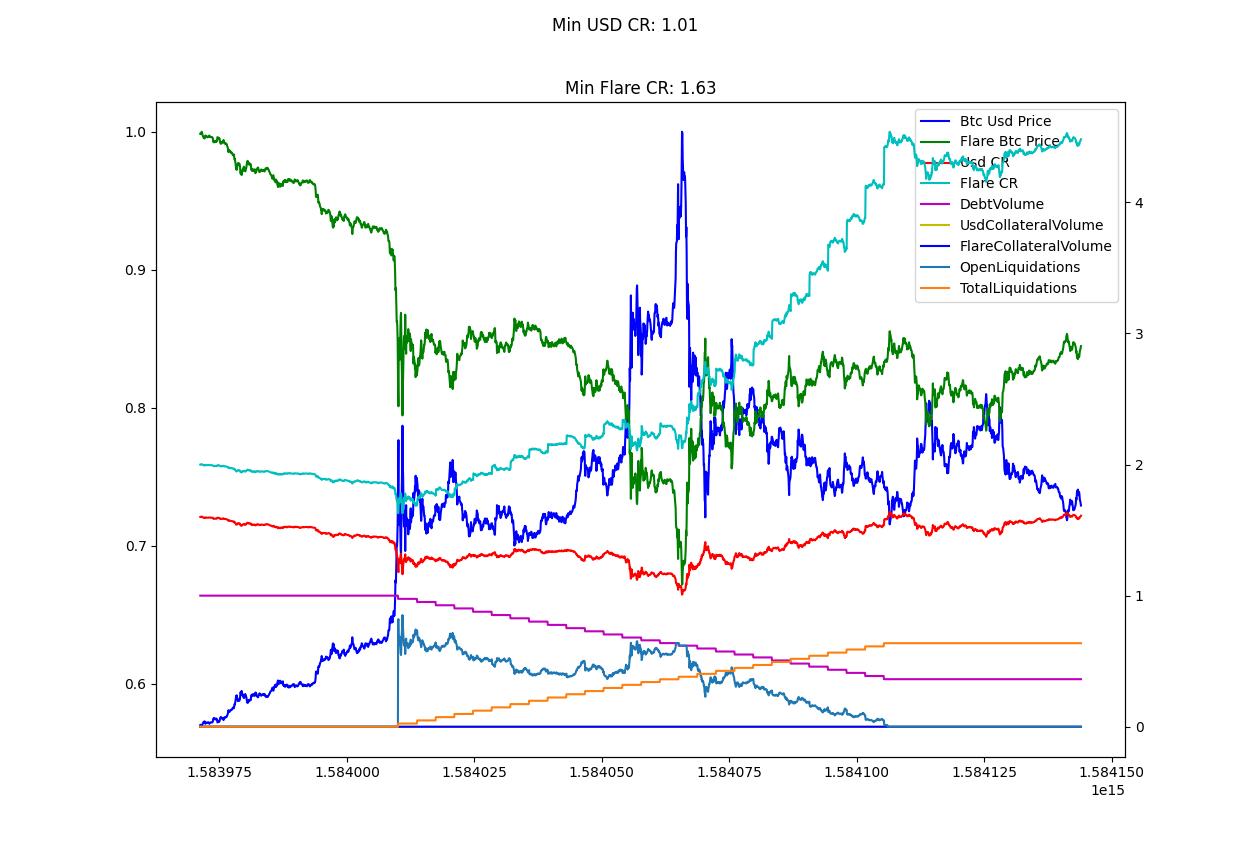 Min USD CR: 1.01
Min Flare CR: 1.63
Btc Usd Price
Flare Btc Price
Usd CR
Flare CR
DebtVolume
UsdCollateralVolume
FlareCollateralVolume
OpenLiquidations
TotalLiquidations
1.0
0.9
0.8
0.7
0.6
4
3
2
1
0
1.583975
1.584000
1.584025
1.584050
1.584075
1.584100
1.584125
1.584150
1e15